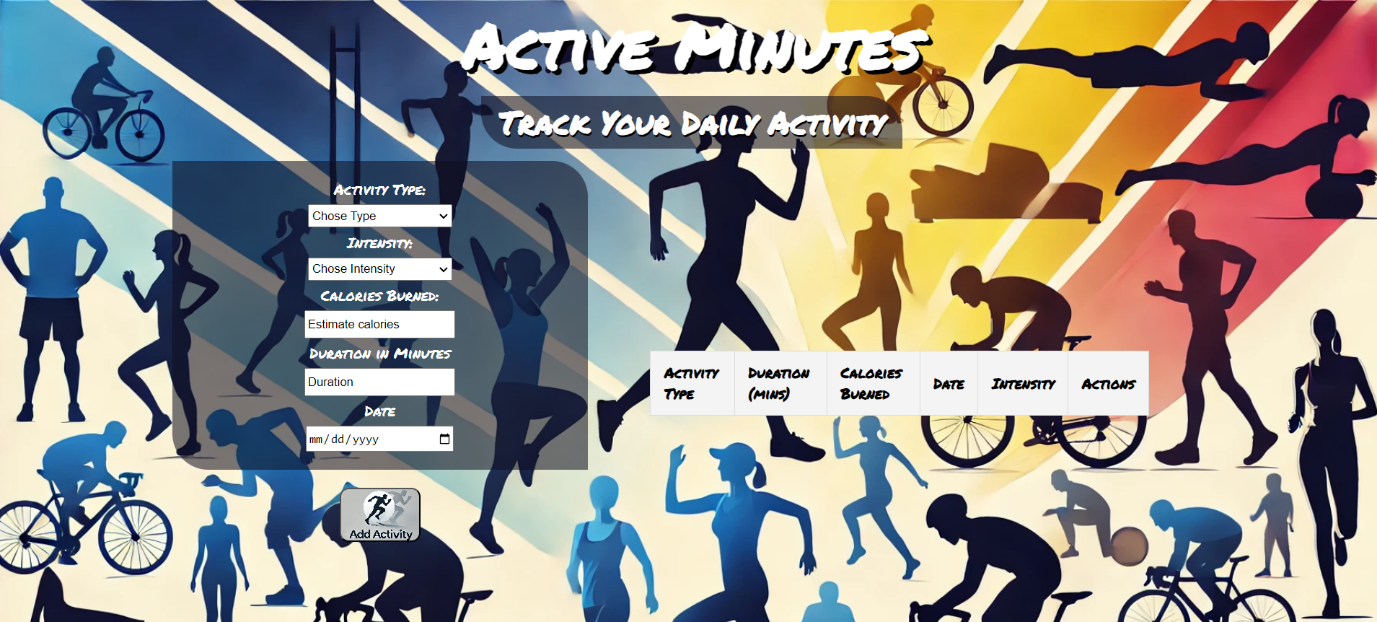 Active Minutes
Track Your Daily Activity
Activity Type:
Chose Type
Intensity:
Chose Intensity
Calories Burned:
Estimate calories
Duration in Minutes
Duration
Date
mm/dd/yyyy
Add Activity
Activity Type
Duration (mins)
Calories Burned
Date
Intensity
Actions